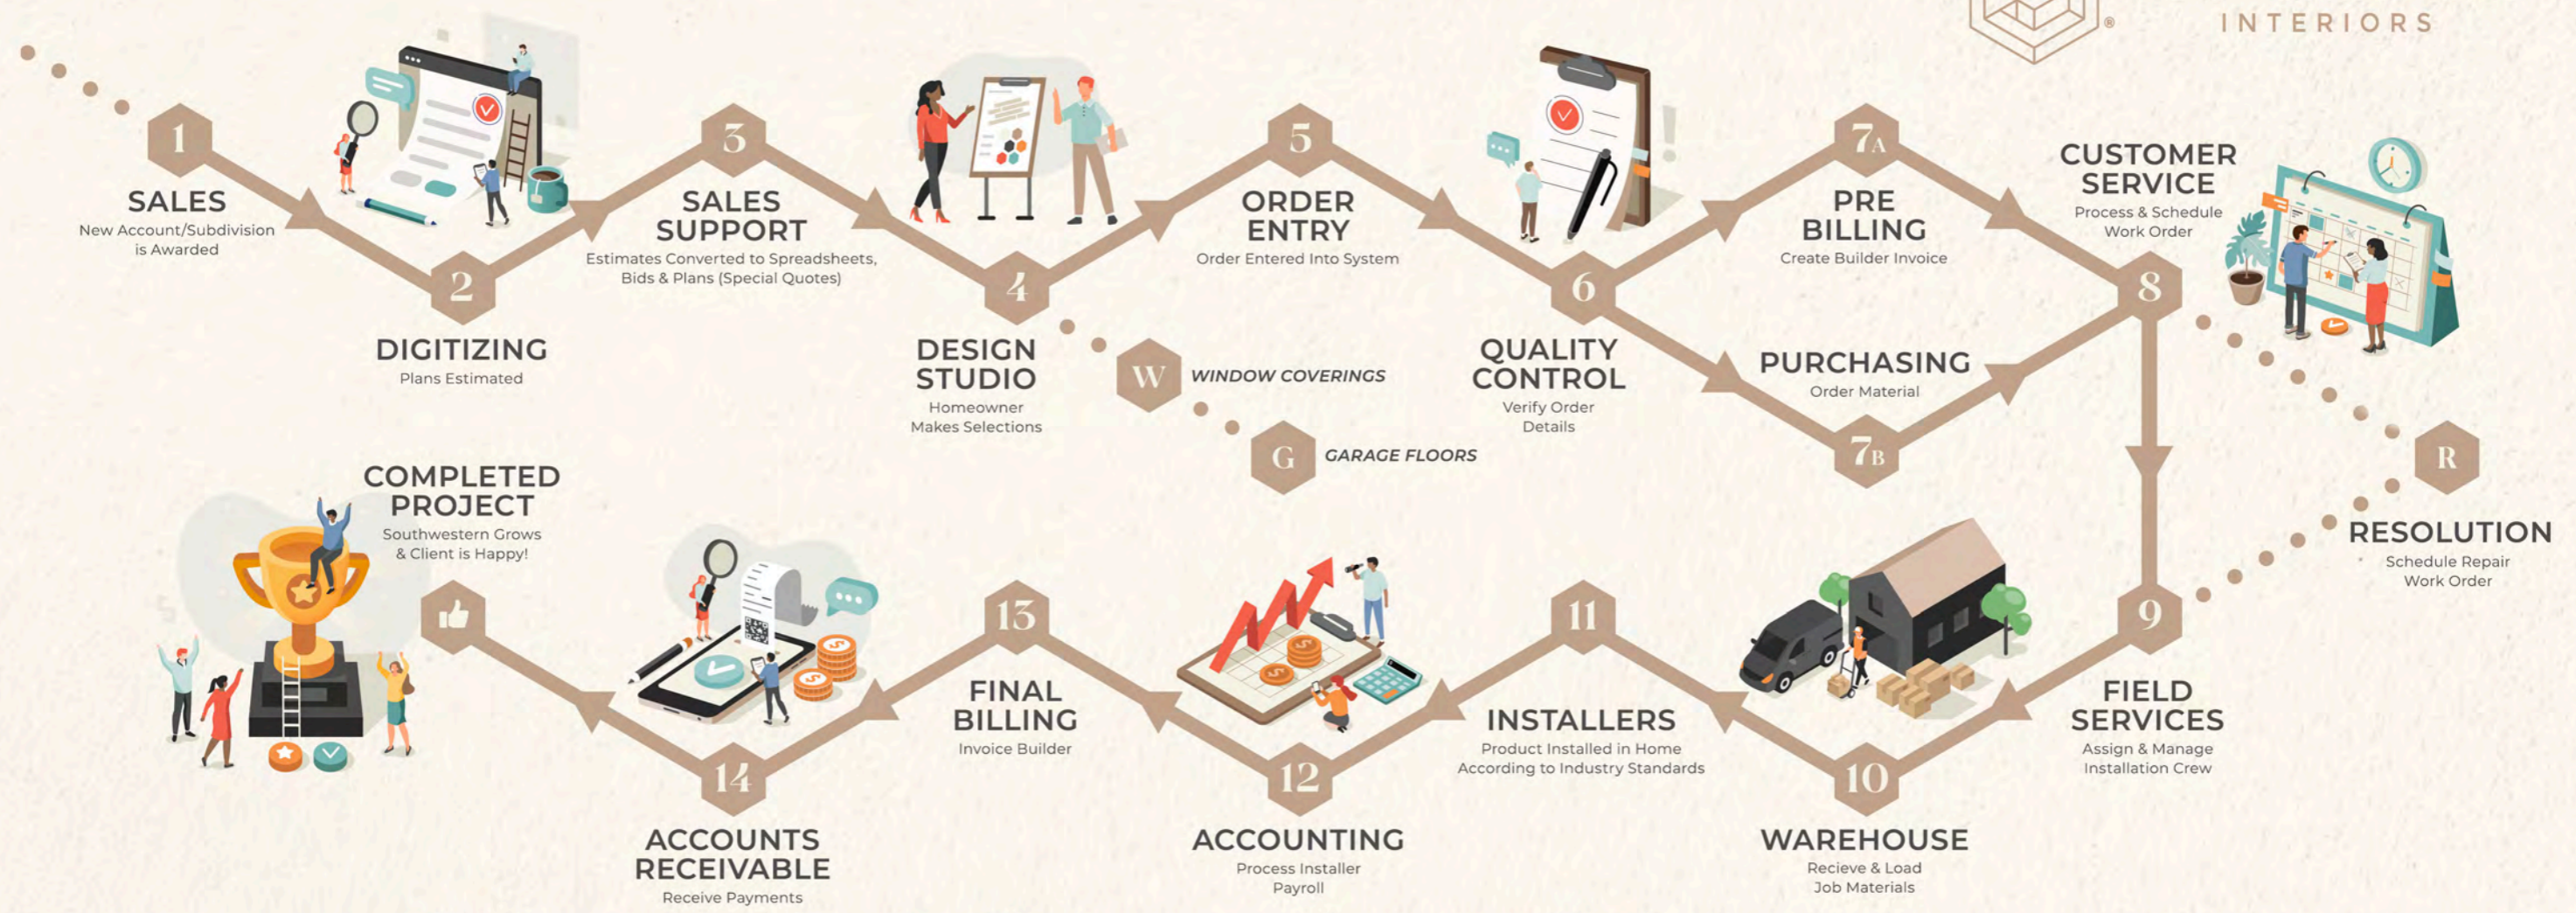 INTERIORS
®
1
SALES
New Account/Subdivision
is Awarded
2
DIGITIZING
Plans Estimated
3
SALES
SUPPORT
Estimates Converted to Spreadsheets,
Bids & Plans (Special Quotes)
4
DESIGN
STUDIO
Homeowner
Makes Selections
W
WINDOW COVERINGS
G
GARAGE FLOORS
5
ORDER
ENTRY
Order Entered Into System
6
QUALITY
CONTROL
Verify Order
Details
7A
PRE
BILLING
Create Builder Invoice
PURCHASING
Order Material
7B
CUSTOMER
SERVICE
Process & Schedule
Work Order
8
R
RESOLUTION
Schedule Repair
Work Order
9
FIELD
SERVICES
Assign & Manage
Installation Crew
10
WAREHOUSE
Recieve & Load
Job Materials
11
INSTALLERS
Product Installed in Home
According to Industry Standards
12
ACCOUNTING
Process Installer
Payroll
13
FINAL
BILLING
Invoice Builder
14
ACCOUNTS
RECEIVABLE
Receive Payments
COMPLETED
PROJECT
Southwestern Grows
& Client is Happy!